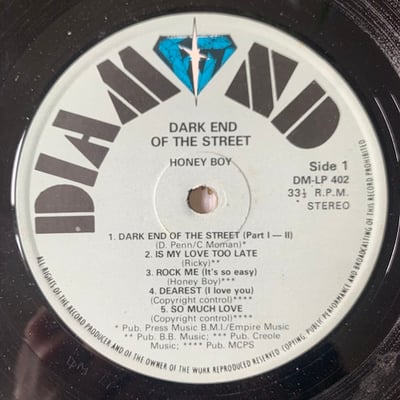 DIAMOND
DARK END
OF THE STREET
HONEY BOY
Side 1
DM-LP 402
33⅓ R.P.M.
* STEREO
1. DARK END OF THE STREET (Part I — II)
(D. Penn/C Moman)*
2. IS MY LOVE TOO LATE
(Ricky)**
3. ROCK ME (It's so easy)
(Honey Boy)***
4. DEAREST (I love you)
(Copyright control)****
5. SO MUCH LOVE
(Copyright control)****
* Pub. Press Music B.M.I./Empire Music
** Pub. B.B. Music; *** Pub. Creole
Music; **** Pub. MCPS
ALL RIGHTS OF THE RECORD PRODUCER AND OF THE OWNER OF THE WORK REPRODUCED RESERVED COPYING, PUBLIC PERFORMANCE AND BROADCASTING OF THIS RECORD PROHIBITED